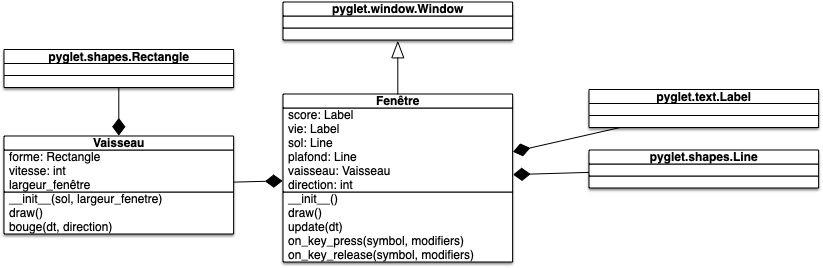 pyglet.window.Window
pyglet.shapes.Rectangle
Vaisseau
forme: Rectangle
vitesse: int
largeur_fenêtre
__init__(sol, largeur_fenetre)
draw()
bouge(dt, direction)
Fenêtre
score: Label
vie: Label
sol: Line
plafond: Line
vaisseau: Vaisseau
direction: int
__init__()
draw()
update(dt)
on_key_press(symbol, modifiers)
on_key_release(symbol, modifiers)
pyglet.text.Label
pyglet.shapes.Line